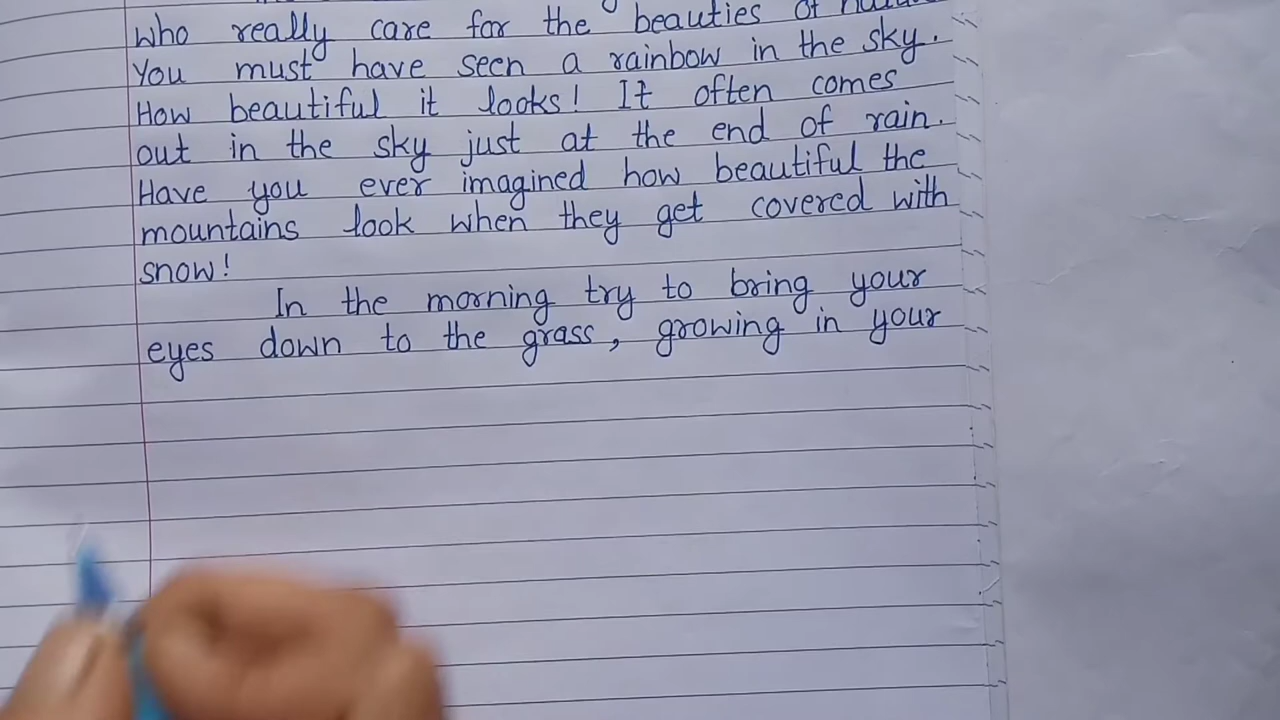 who really care for the beauties of
You must have seen a rainbow in the sky.
How beautiful it looks! It often comes
out in the sky just at the end of rain.
Have you ever imagined how beautiful the
mountains look when they get covered with
snow!
In the morning try to bring your
eyes down to the grass, growing in your